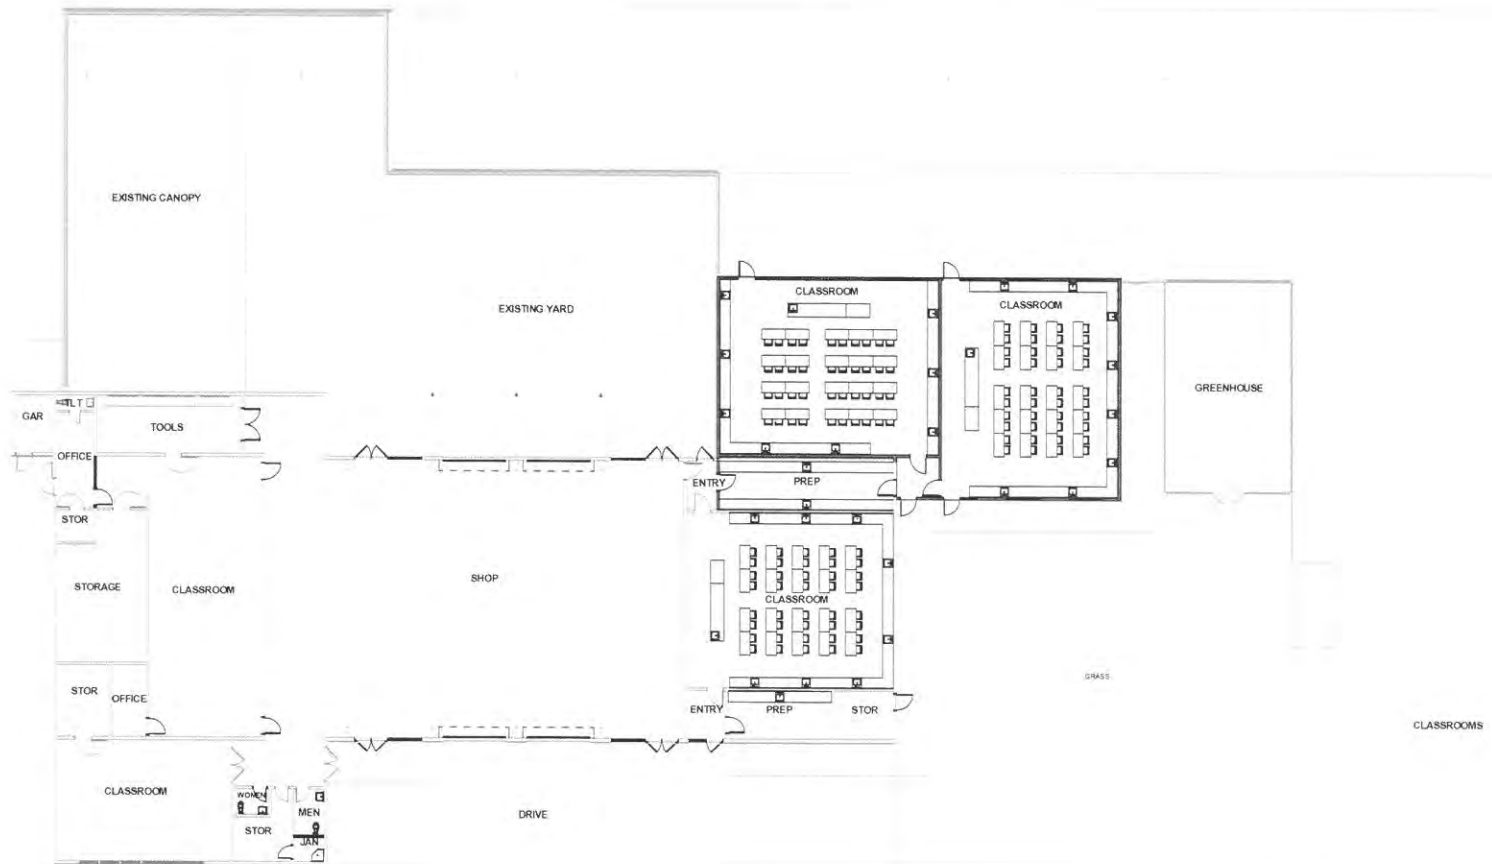 EXISTING CANOPY
CLASSROOM
CLASSROOM
EXISTING YARD
GREENHOUSE
TLT
GAR
TOOLS
OFFICE
ENTRY
PREP
STOR
SHOP
STORAGE
CLASSROOM
CLASSROOM
GRASS
STOR
OFFICE
ENTRY
PREP
STOR
CLASSROOMS
CLASSROOM
WOMEN
MEN
DRIVE
STOR
JAN